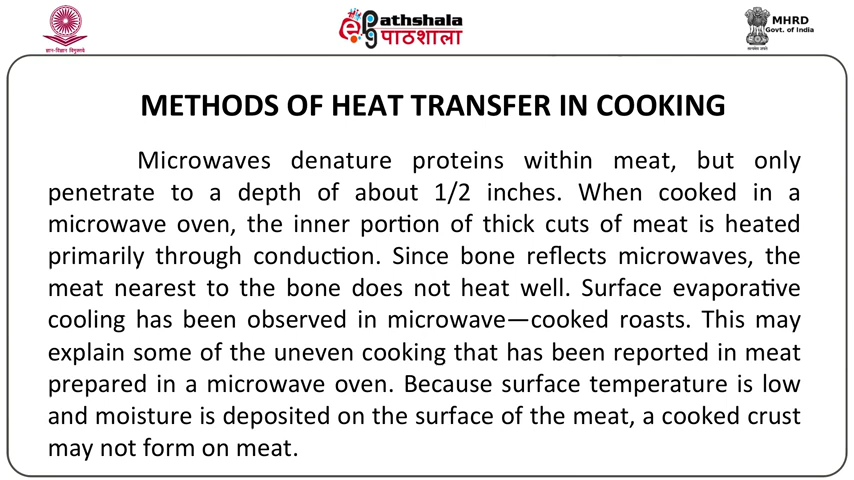 ज्ञान-विज्ञान विमुक्तये
ePathshala
पाठशाला
MHRD
Govt. of India
METHODS OF HEAT TRANSFER IN COOKING
Microwaves denature proteins within meat, but only
penetrate to a depth of about 1/2 inches. When cooked in a
microwave oven, the inner portion of thick cuts of meat is heated
primarily through conduction. Since bone reflects microwaves, the
meat nearest to the bone does not heat well. Surface evaporative
cooling has been observed in microwave—cooked roasts. This may
explain some of the uneven cooking that has been reported in meat
prepared in a microwave oven. Because surface temperature is low
and moisture is deposited on the surface of the meat, a cooked crust
may not form on meat.